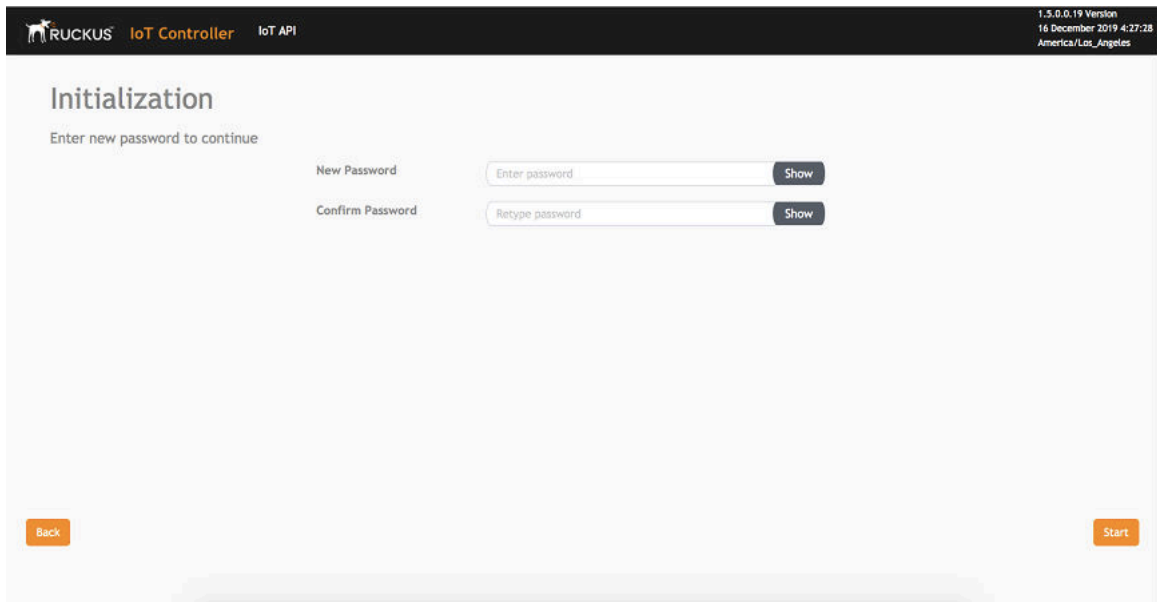 RUCKUS IoT Controller IoT API
1.5.0.0.19 Version
16 December 2019 4:27:28
America/Los_Angeles
Initialization
Enter new password to continue
New Password Enter password Show
Confirm Password Retype password Show
Back Start